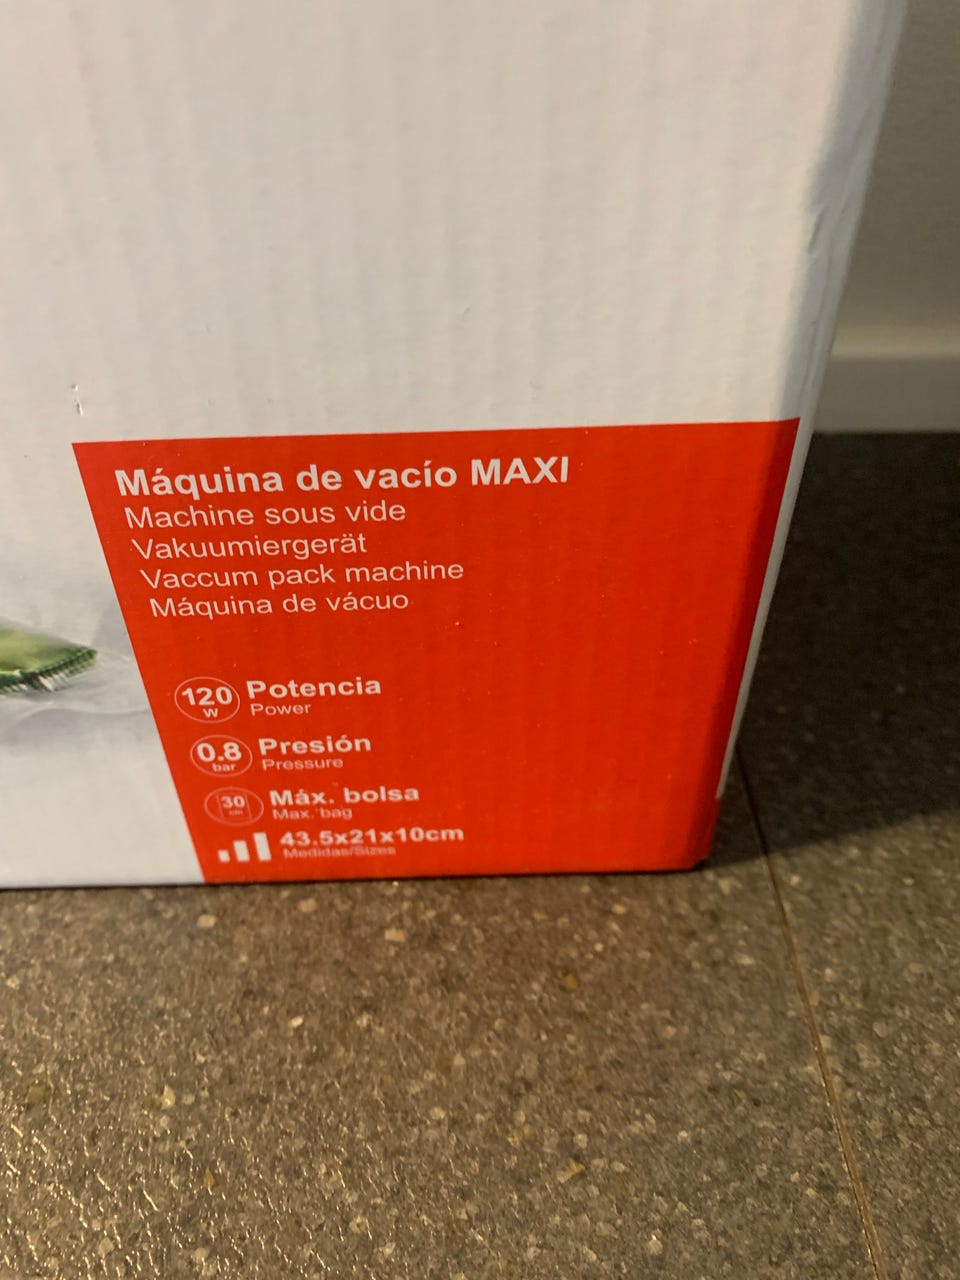 Máquina de vacío MAXI
Machine sous vide
Vakuumiergerät
Vaccum pack machine
Máquina de vácuo
120 W Potencia
Power
0.8 bar Presión
Pressure
30 cm Máx. bolsa
Max. bag
43.5x21x10cm
Medidas/Sizes